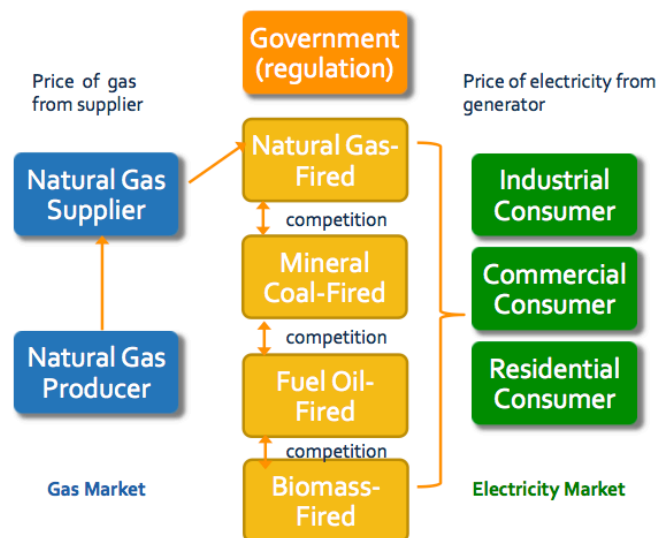 Government
(regulation)
Price of gas
from supplier
Price of electricity from
generator
Natural Gas
Supplier
Natural Gas-
Fired
Industrial
Consumer
competition
Mineral
Coal-Fired
Commercial
Consumer
competition
Natural Gas
Producer
Fuel Oil-
Fired
Residential
Consumer
competition
Biomass-
Fired
Gas Market
Electricity Market